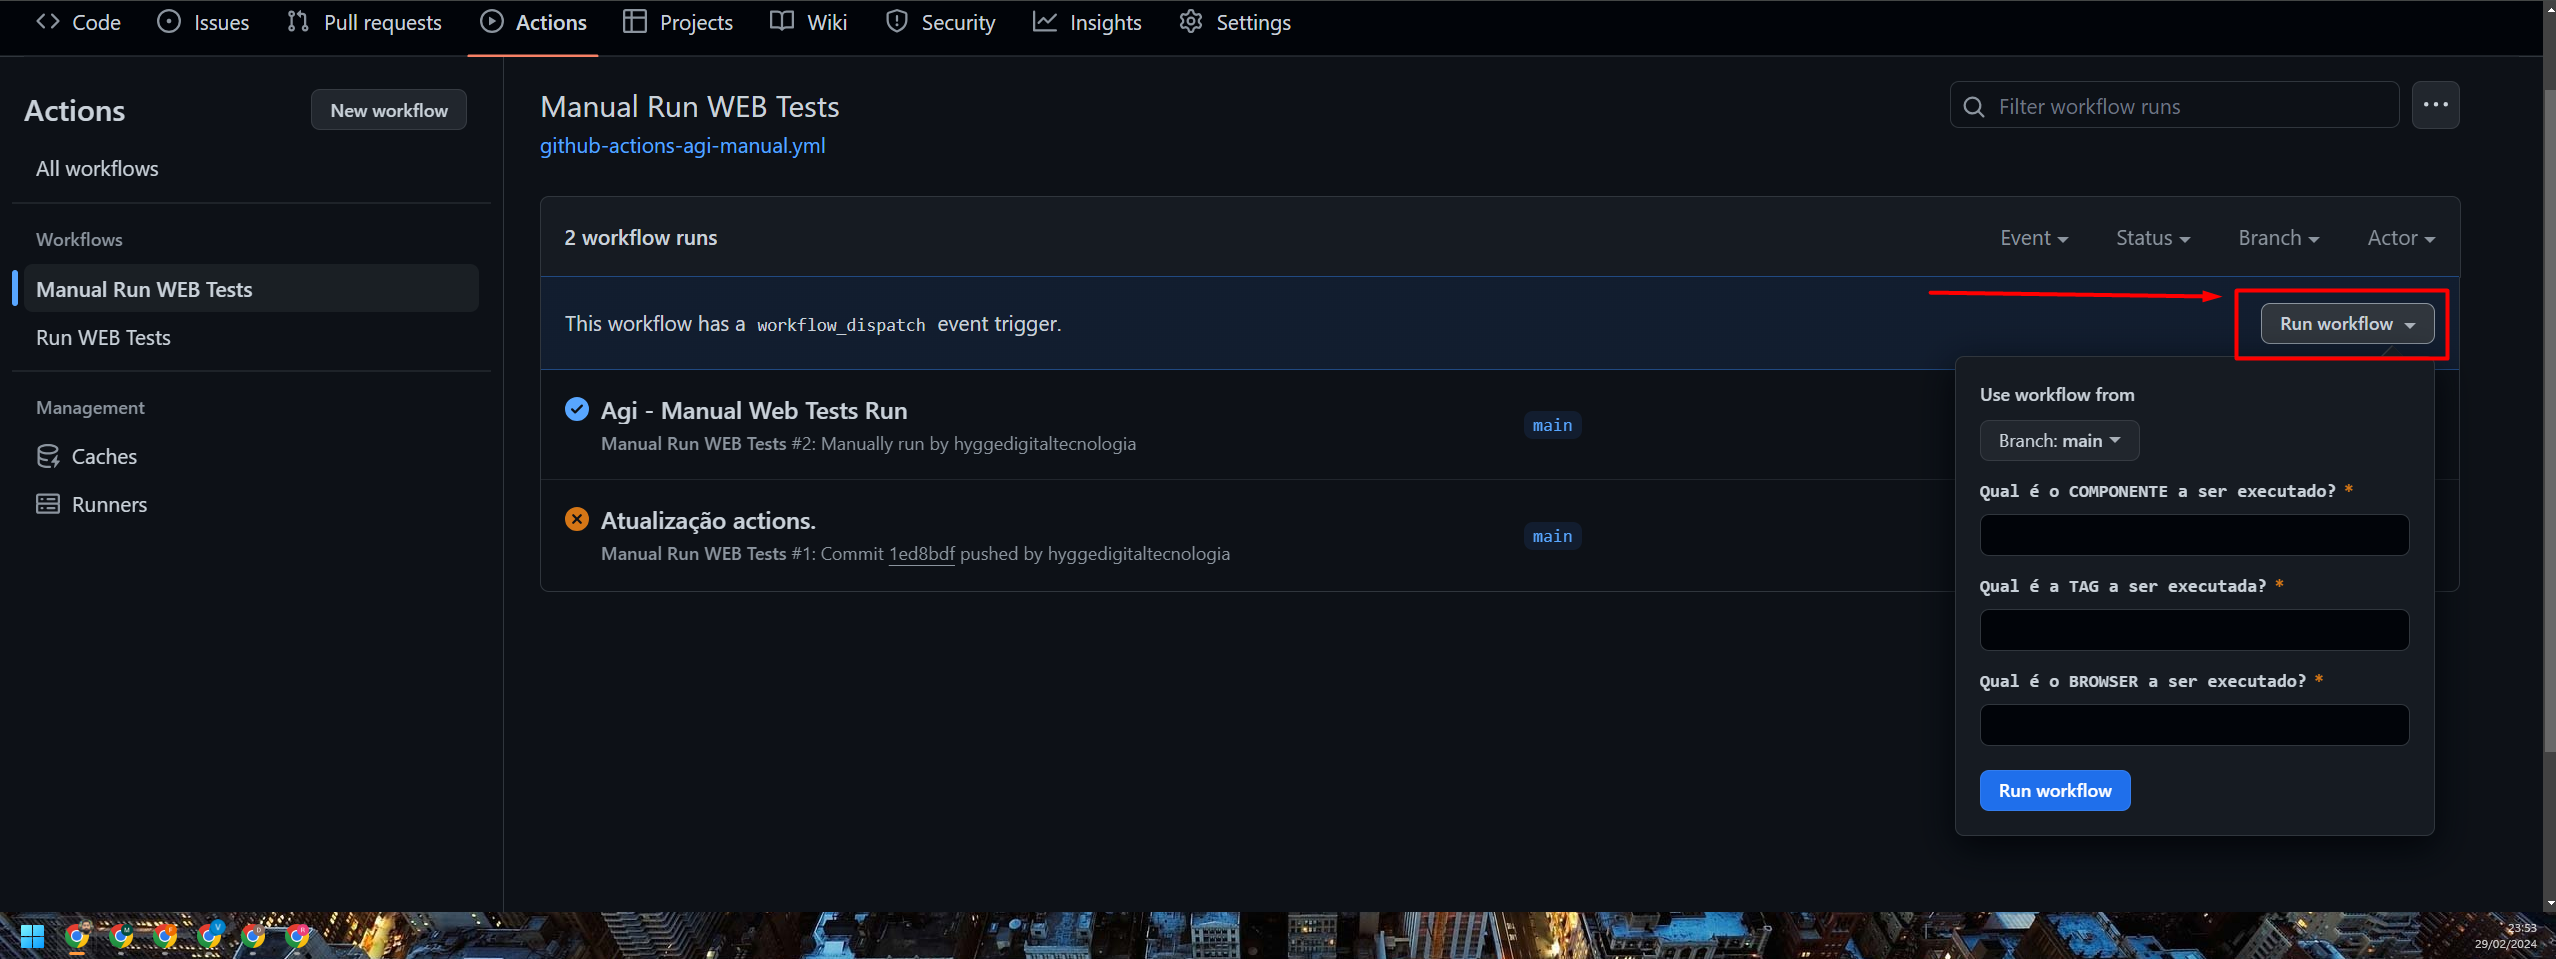 Code
Issues
Pull requests
Actions
Projects
Wiki
Security
Insights
Settings
Actions
New workflow
All workflows
Workflows
Manual Run WEB Tests
Run WEB Tests
Management
Caches
Runners
Manual Run WEB Tests
github-actions-agi-manual.yml
Filter workflow runs
2 workflow runs
Event
Status
Branch
Actor
This workflow has a workflow_dispatch event trigger.
Run workflow
Agi - Manual Web Tests Run
Manual Run WEB Tests #2: Manually run by hyggedigitaltecnologia
main
Atualização actions.
Manual Run WEB Tests #1: Commit 1ed8bdf pushed by hyggedigitaltecnologia
main
Use workflow from
Branch: main
Qual é o COMPONENTE a ser executado? *
Qual é a TAG a ser executada? *
Qual é o BROWSER a ser executado? *
Run workflow
23:53
29/02/2024